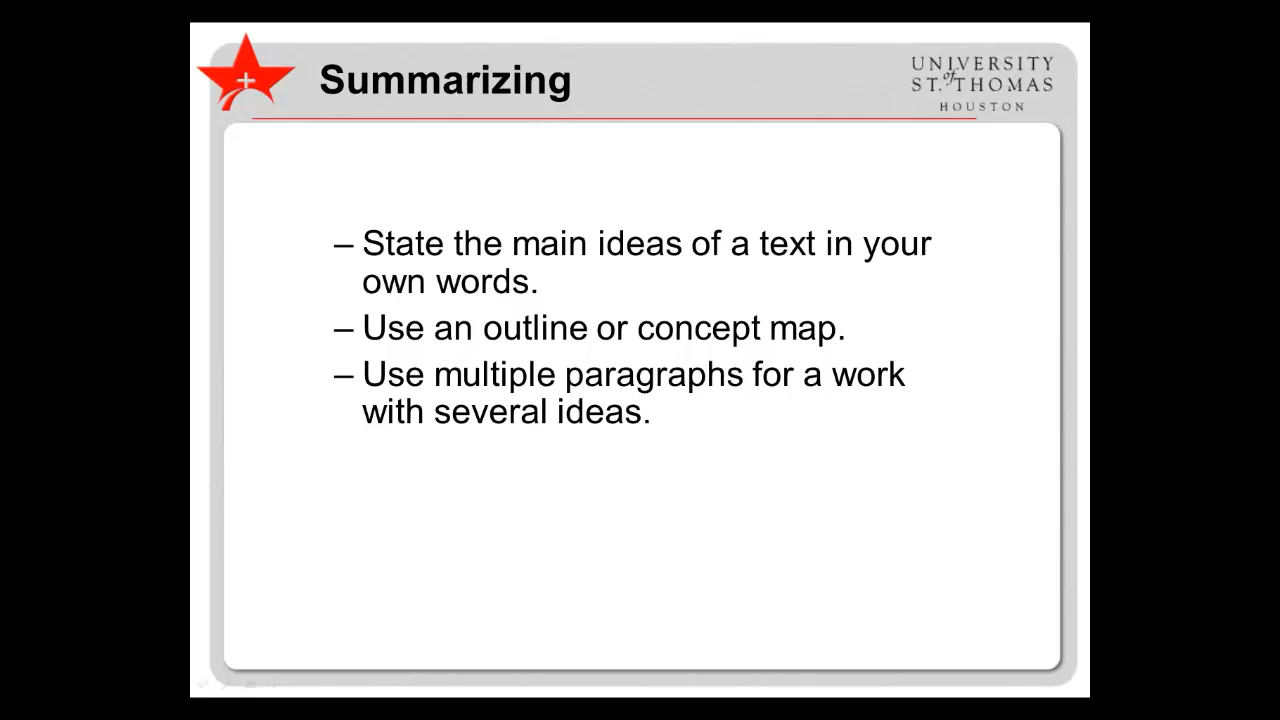 Summarizing
UNIVERSITY
of
ST. THOMAS
HOUSTON
– State the main ideas of a text in your
own words.
– Use an outline or concept map.
– Use multiple paragraphs for a work
with several ideas.